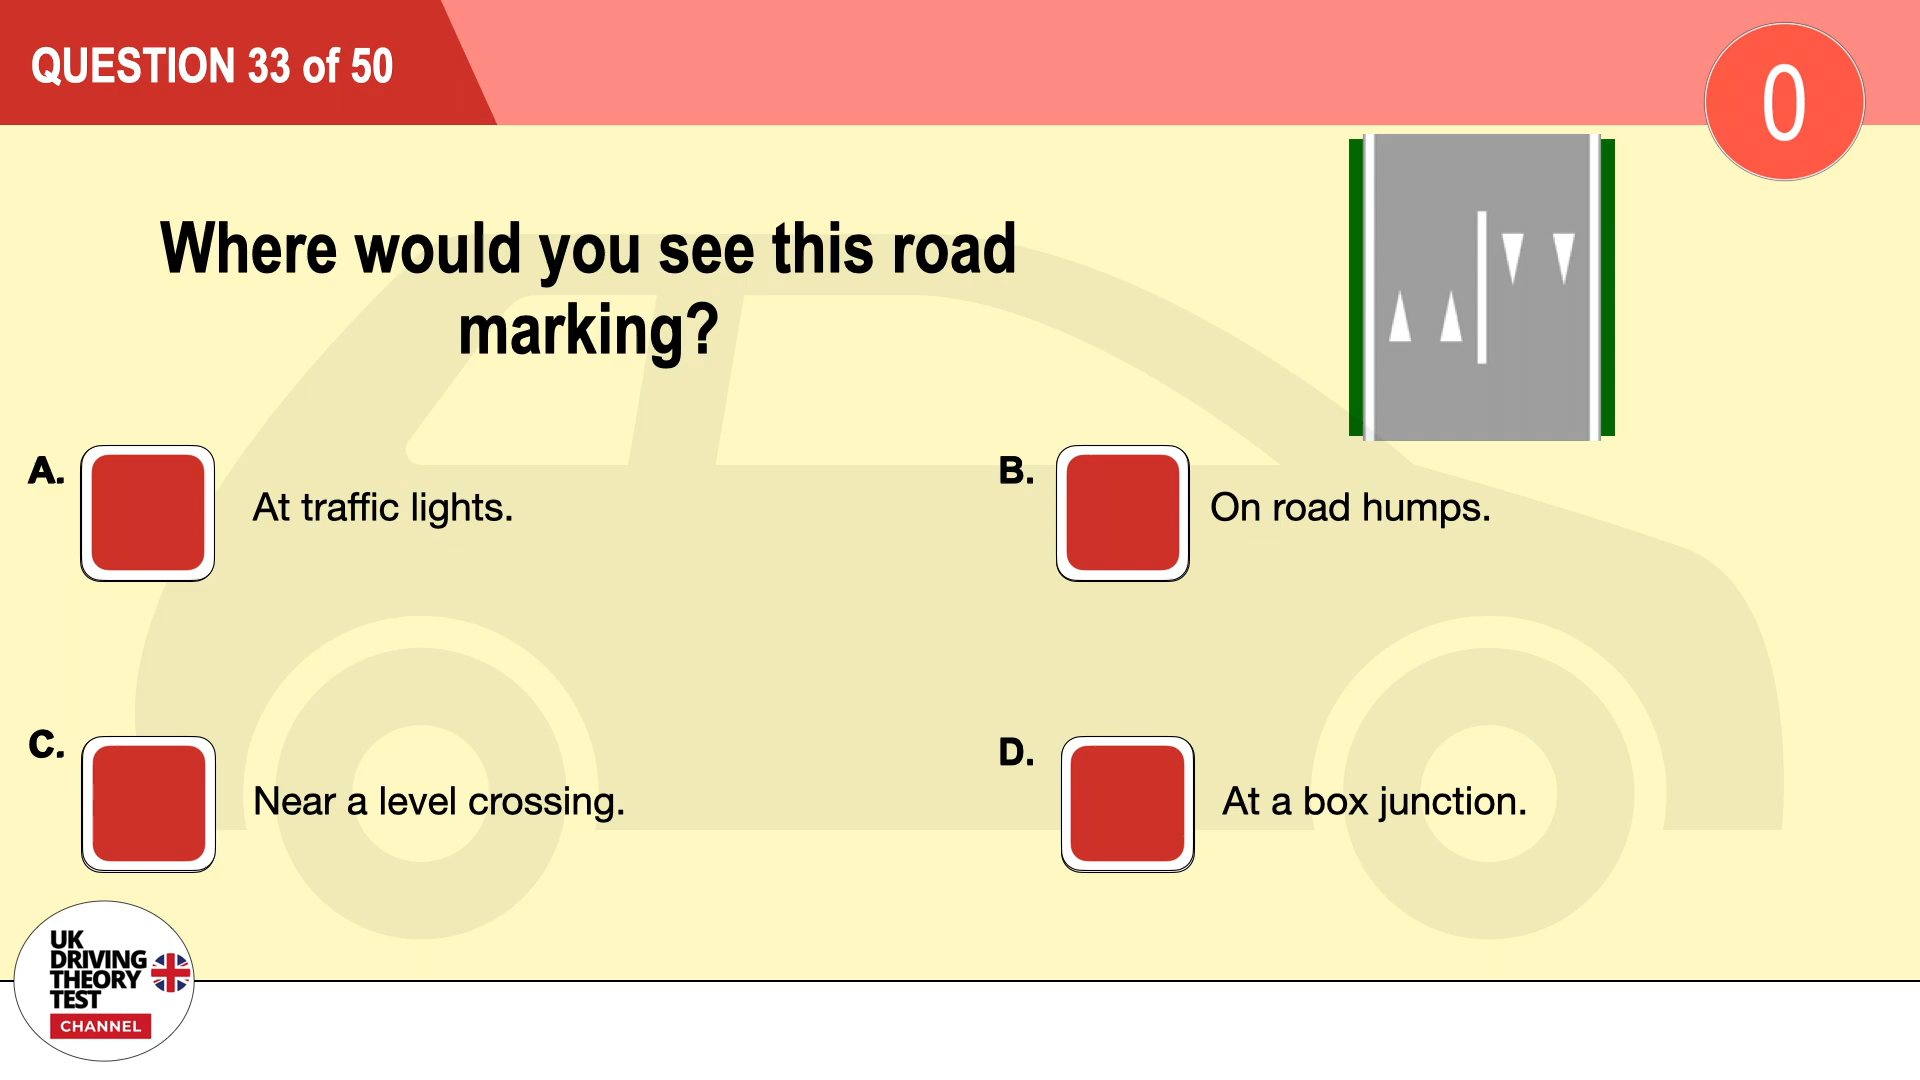 QUESTION 33 of 50
0
Where would you see this road
marking?
A.
At traffic lights.
B.
On road humps.
C.
Near a level crossing.
D.
At a box junction.
UK
DRIVING
THEORY
TEST
CHANNEL